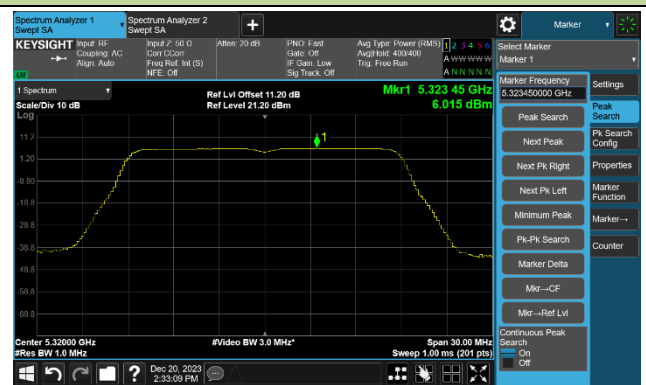 Spectrum Analyzer 1
Swept SA
Spectrum Analyzer 2
Swept SA
+
Marker
KEYSIGHT
Input: RF
Coupling: AC
Align: Auto
Input Z: 50 Ω
Corr CCorr
Freq Ref: Int (S)
NFE: Off
Atten: 20 dB
PNO: Fast
Gate: Off
IF Gain: Low
Sig Track: Off
Avg Type: Power (RMS)
Avg|Hold: 400/400
Trig: Free Run
1 2 3 4 5 6
A W W W W W
A N N N N N
LXI
Select Marker
Marker 1
Marker Frequency
5.323450000 GHz
Peak Search
Next Peak
Next Pk Right
Next Pk Left
Minimum Peak
Pk-Pk Search
Marker Delta
Mkr→CF
Mkr→Ref Lvl
Continuous Peak
Search
On
Off
Settings
Peak
Search
Pk Search
Config
Properties
Marker
Function
Marker→
Counter
1 Spectrum
Scale/Div 10 dB
Log
Ref Lvl Offset 11.20 dB
Ref Level 21.20 dBm
Mkr1 5.323 45 GHz
6.015 dBm
1
11.2
1.20
-8.80
-18.8
-28.8
-38.8
-48.8
-58.8
-68.8
Center 5.32000 GHz
#Res BW 1.0 MHz
#Video BW 3.0 MHz*
Span 30.00 MHz
Sweep 1.00 ms (201 pts)
?
Dec 20, 2023
2:33:09 PM